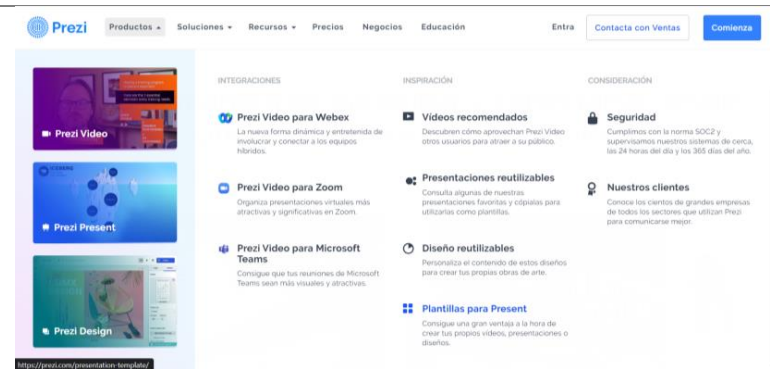 Prezi
Productos
Soluciones
Recursos
Precios
Negocios
Educación
Entra
Contacta con Ventas
Comienza
Prezi Video
Prezi Present
Prezi Design
INTEGRACIONES
Prezi Video para Webex
La nueva forma dinámica y entretenida de
involucrar y conectar a los equipos
híbridos.
Prezi Video para Zoom
Organiza presentaciones virtuales más
atractivas y significativas en Zoom.
Prezi Video para Microsoft
Teams
Consigue que tus reuniones de Microsoft
Teams sean más visuales y atractivas.
INSPIRACIÓN
Vídeos recomendados
Descubren cómo aprovechan Prezi Video
otros usuarios para atraer a su público.
Presentaciones reutilizables
Consulta algunas de nuestras
presentaciones favoritas y cópialas para
utilizarlas como plantillas.
Diseño reutilizables
Personaliza el contenido de estos diseños
para crear tus propias obras de arte.
Plantillas para Present
Consigue una gran ventaja a la hora de
crear tus propios vídeos, presentaciones o
diseños.
CONSIDERACIÓN
Seguridad
Cumplimos con la norma SOC2 y
supervisamos nuestros sistemas de cerca,
las 24 horas del día y los 365 días del año.
Nuestros clientes
Conoce los cientos de grandes empresas
de todos los sectores que utilizan Prezi
para comunicarse mejor.
https://prezi.com/presentation-template/